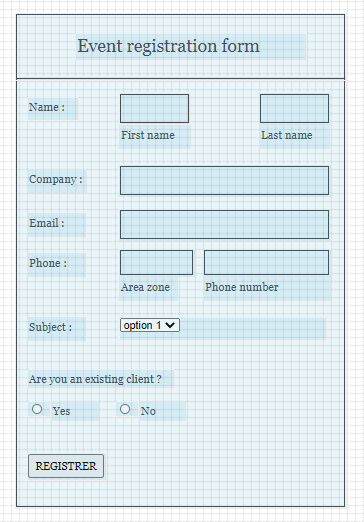 Event registration form
Name :
First name Last name
Company :
Email :
Phone :
Area zone Phone number
Subject : option 1
Are you an existing client ?
Yes No
REGISTRER